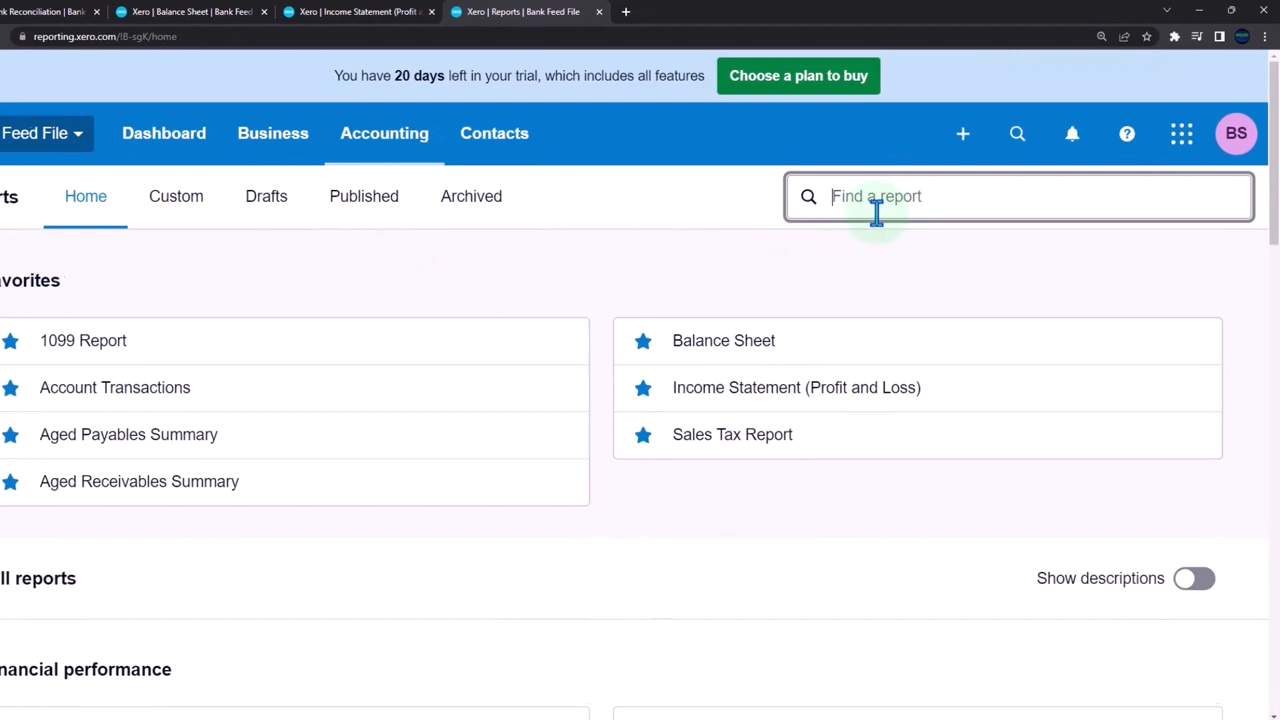 nk Reconciliation | Bank
Xero | Balance Sheet | Bank Feed
Xero | Income Statement (Profit a
Xero | Reports | Bank Feed File
reporting.xero.com/!B-sgK/home
You have 20 days left in your trial, which includes all features
Choose a plan to buy
Feed File
Dashboard
Business
Accounting
Contacts
BS
rts
Home
Custom
Drafts
Published
Archived
Find a report
avorites
1099 Report
Account Transactions
Aged Payables Summary
Aged Receivables Summary
Balance Sheet
Income Statement (Profit and Loss)
Sales Tax Report
ll reports
Show descriptions
nancial performance